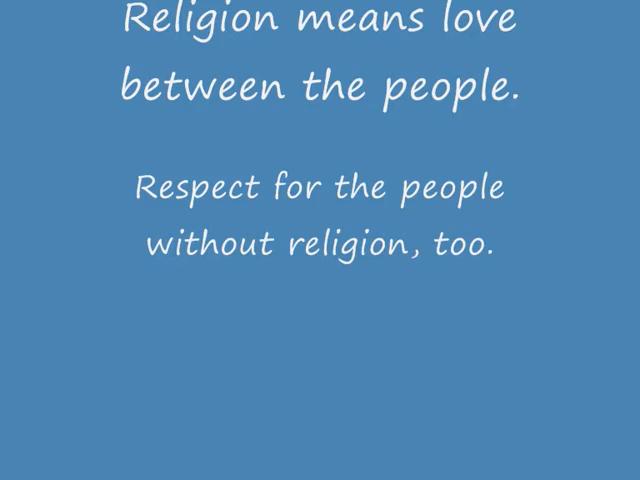 Religion means love
between the people.
Respect for the people
without religion, too.